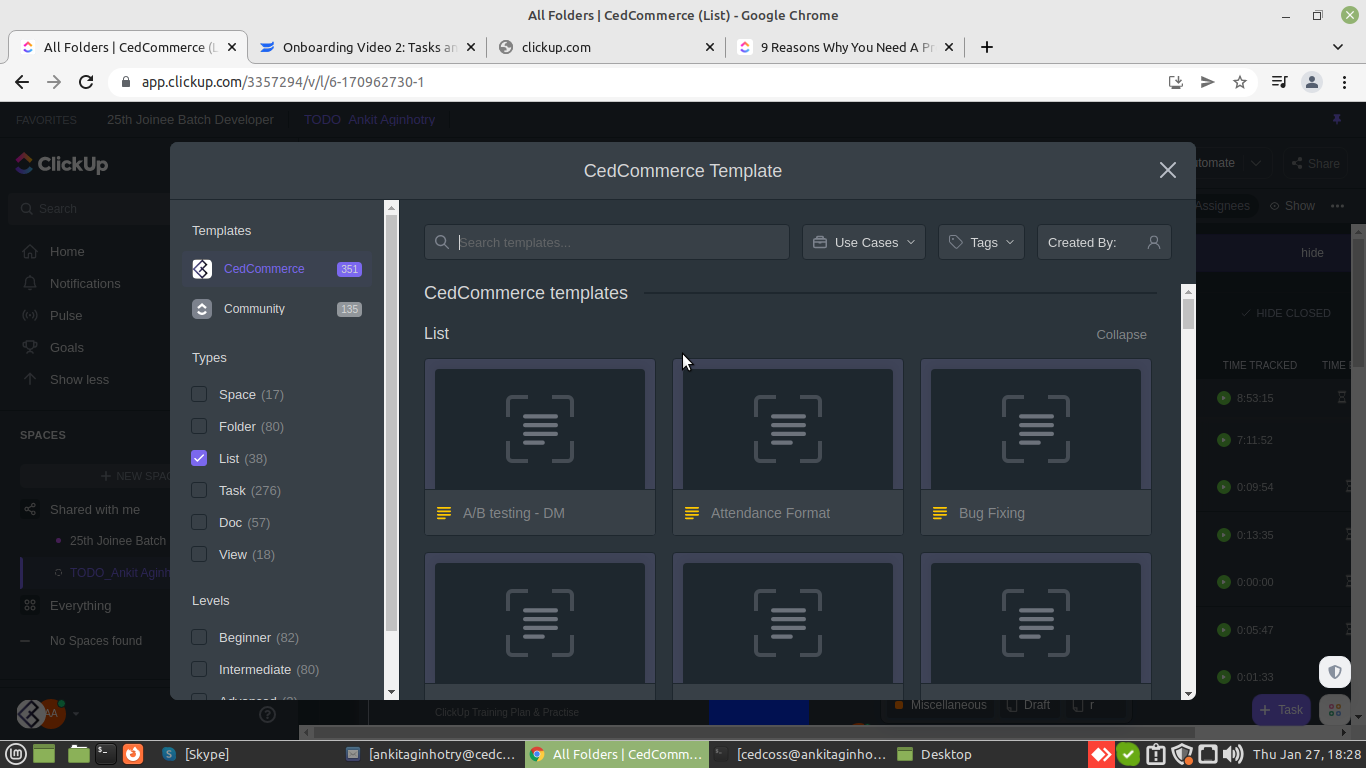 All Folders | CedCommerce (List) - Google Chrome
All Folders | CedCommerce (L
Onboarding Video 2: Tasks an
clickup.com
9 Reasons Why You Need A Pr
app.clickup.com/3357294/v/l/6-170962730-1
FAVORITES
25th Joinee Batch Developer
TODO_Ankit Aginhotry
ClickUp
Search
Home
Notifications
Pulse
Goals
Show less
SPACES
NEW SPAC
Shared with me
25th Joinee Batch
TODO_Ankit Aginh
Everything
No Spaces found
AA
CedCommerce Template
Templates
CedCommerce 351
Community 135
Types
Space (17)
Folder (80)
List (38)
Task (276)
Doc (57)
View (18)
Levels
Beginner (82)
Intermediate (80)
Search templates...
Use Cases
Tags
Created By:
CedCommerce templates
List
Collapse
A/B testing - DM
Attendance Format
Bug Fixing
tomate
Share
Assignees
Show
hide
HIDE CLOSED
TIME TRACKED
TIME
8:53:15
7:11:52
0:09:54
0:13:35
0:00:00
0:05:47
0:01:33
ClickUp Training Plan & Practise
Miscellaneous
Draft
r
Task
[Skype]
[ankitaginhotry@cedc...
All Folders | CedComm...
[cedcoss@ankitaginho...
Desktop
Thu Jan 27, 18:28